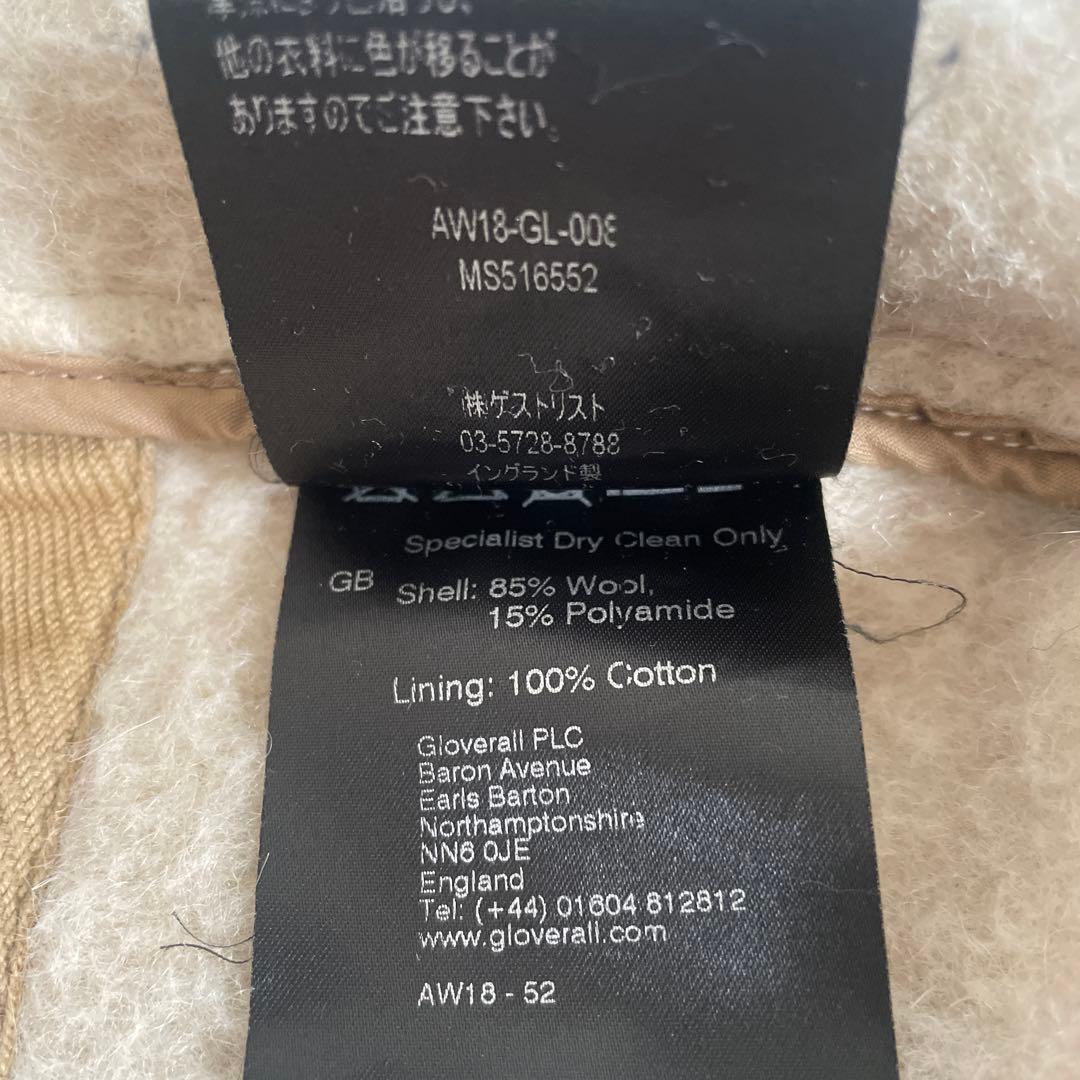 他の衣料に色が移ることが
ありますのでご注意下さい。
AW18-GL-008
MS516552
㈱ゲストリスト
03-5728-8788
イングランド製
Specialist Dry Clean Only
GB Shell: 85% Wool,
15% Polyamide
Lining: 100% Cotton
Gloverall PLC
Baron Avenue
Earls Barton
Northamptonshire
NN6 0JE
England
Tel: (+44) 01604 812812
www.gloverall.com
AW18 - 52